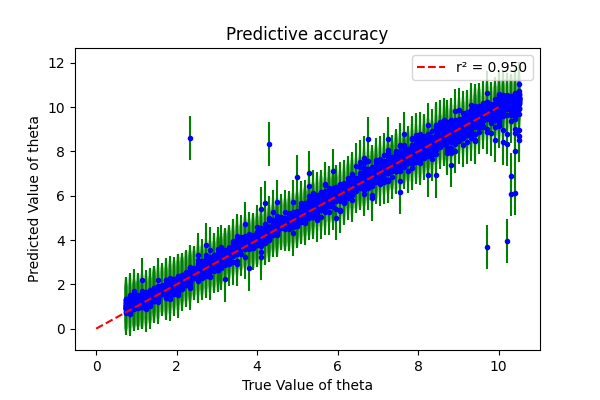 Predictive accuracy
r² = 0.950
Predicted Value of theta
12
10
8
6
4
2
0
0 2 4 6 8 10
True Value of theta